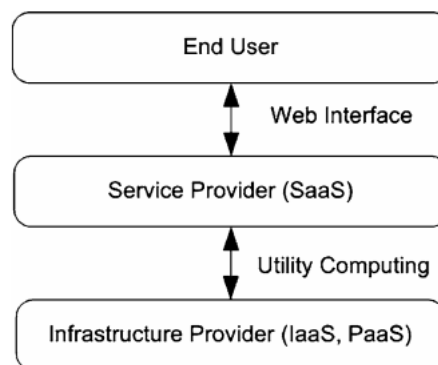 End User
Web Interface
Service Provider (SaaS)
Utility Computing
Infrastructure Provider (IaaS, PaaS)